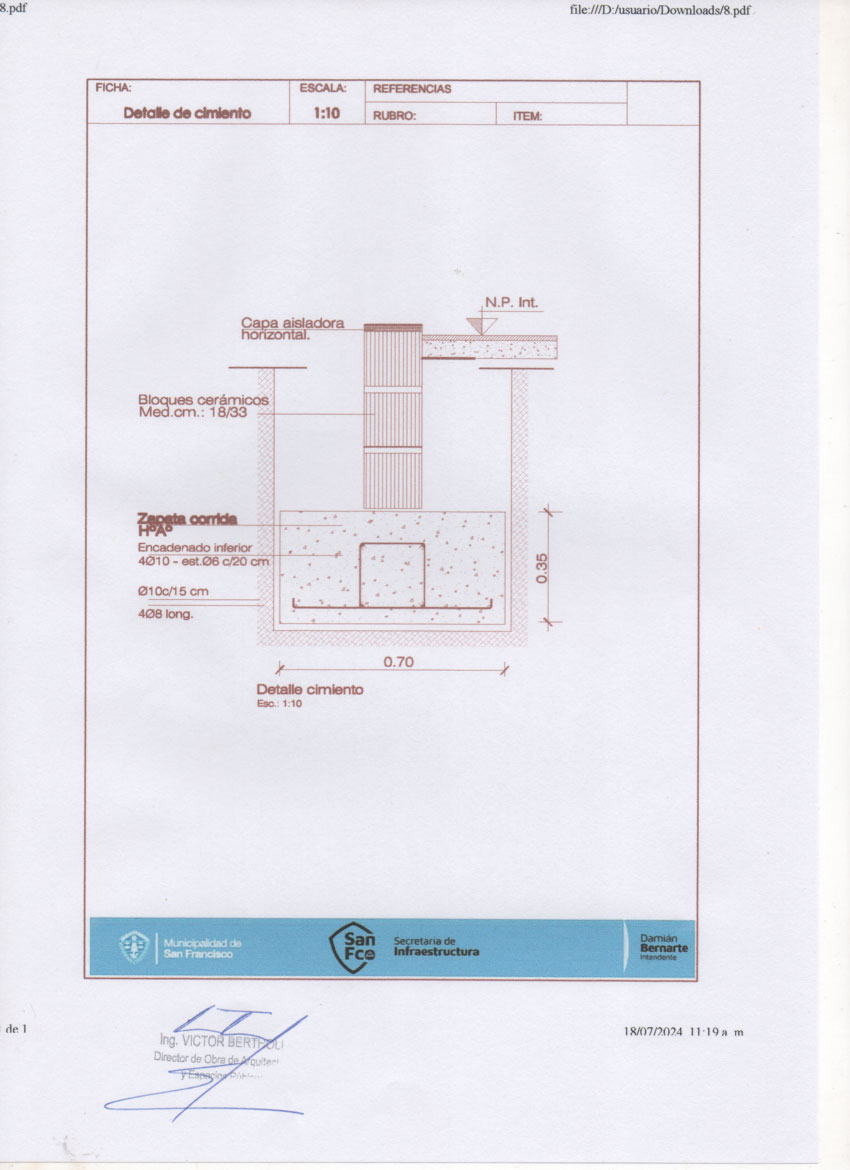 8.pdf
file:///D:/usuario/Downloads/8.pdf
FICHA:
Detalle de cimiento
ESCALA:
1:10
REFERENCIAS
RUBRO:
ITEM:
N.P. Int.
Capa aisladora
horizontal.
Bloques cerámicos
Med.cm.: 18/33
Zapata corrida
HºAº
Encadenado inferior
4Ø10 - est.Ø6 c/20 cm
Ø10c/15 cm
4Ø8 long.
0.35
0.70
Detalle cimiento
Esc.: 1:10
Municipalidad de
San Francisco
San
Fco
Secretaria de
Infraestructura
Damián
Bernarte
Intendente
de 1
18/07/2024 11:19 a m
Ing. VICTOR
Director de Obra de
y